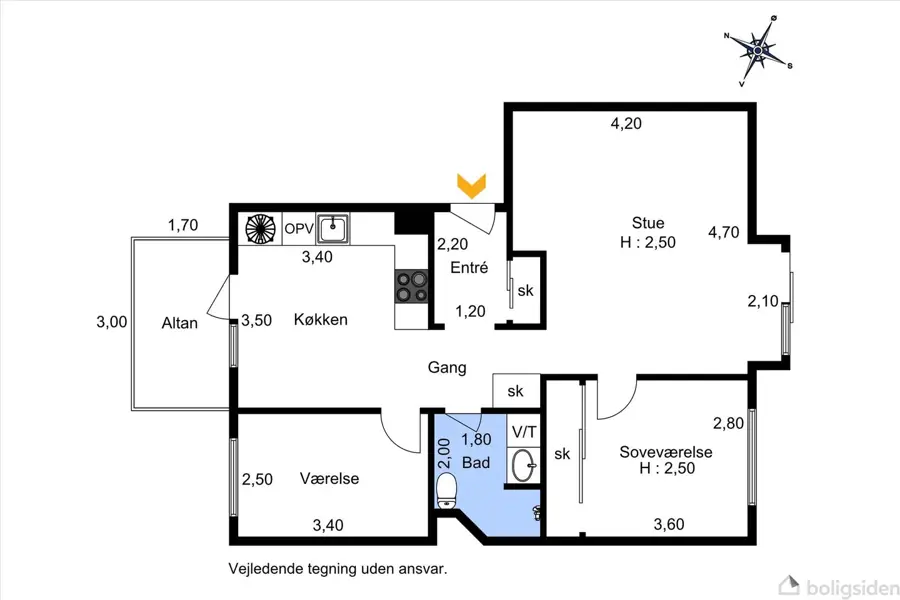 Ø
N
S
V
4,20
1,70
OPV
2,20
Stue
H : 2,50
4,70
3,40
Entré
sk
2,10
3,00
Altan
3,50
Køkken
1,20
Gang
sk
1,80
V/T
2,80
2,00
Bad
sk
Soveværelse
H : 2,50
2,50
Værelse
3,40
3,60
Vejledende tegning uden ansvar.
boligsiden